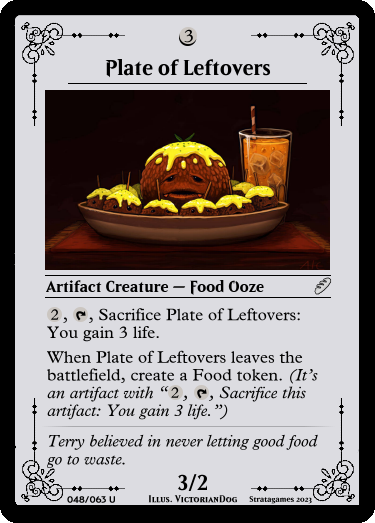 3
Plate of Leftovers
Artifact Creature — Food Ooze
2, , Sacrifice Plate of Leftovers:
You gain 3 life.
When Plate of Leftovers leaves the
battlefield, create a Food token. (It's
an artifact with “2, , Sacrifice this
artifact: You gain 3 life.”)
Terry believed in never letting good food
go to waste.
3/2
048/063 U Illus. VictorianDog Stratagames 2023